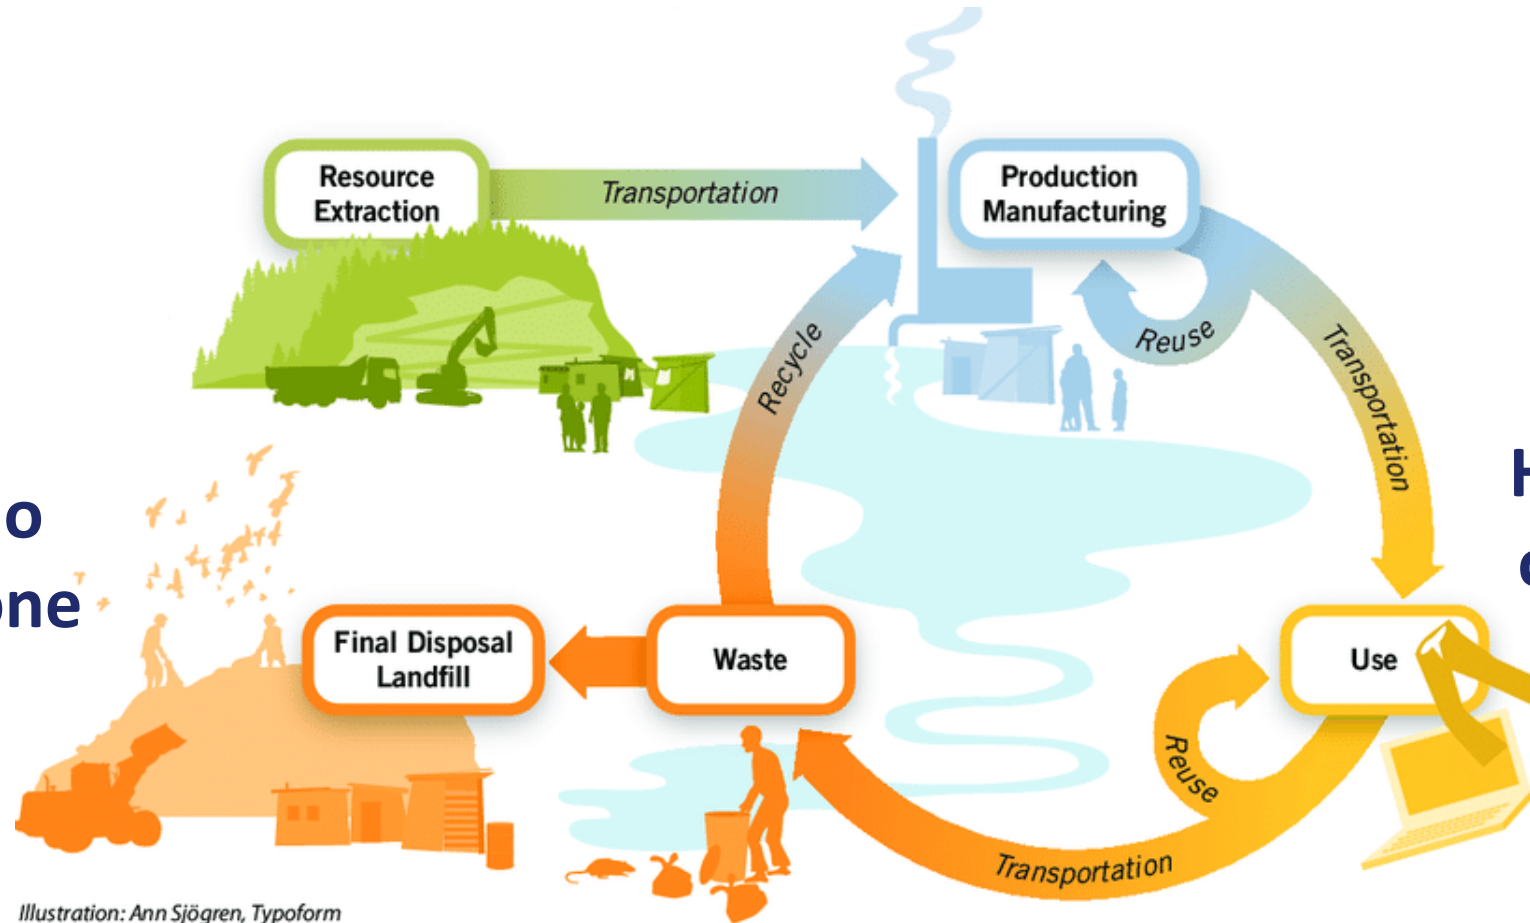 Resource
Extraction
Transportation
Production
Manufacturing
Reuse
Transportation
Recycle
o
one
Final Disposal
Landfill
Waste
Use
Reuse
Transportation
Illustration: Ann Sjögren, Typoform